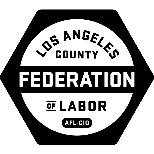 LOS ANGELES
COUNTY
FEDERATION
OF LABOR
AFL-CIO